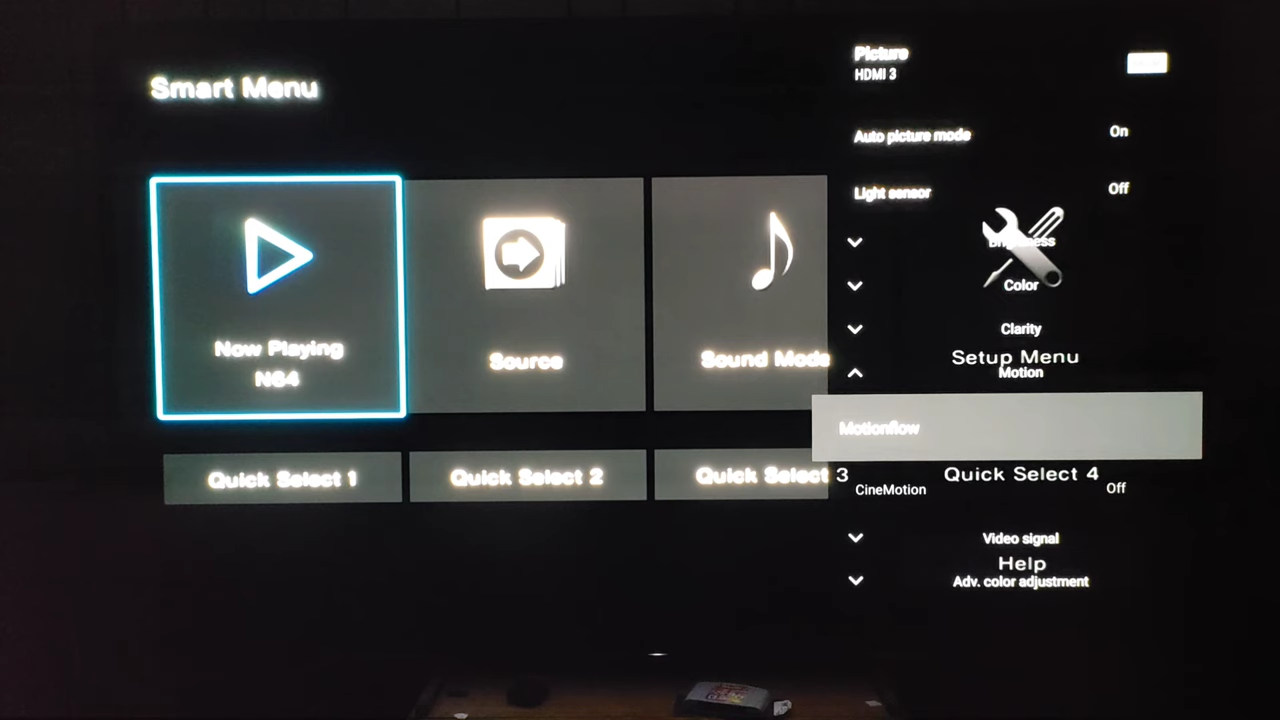 Smart Menu
Now Playing
N64
Source
Sound Mode
Setup Menu
Quick Select 1
Quick Select 2
Quick Select 3
Quick Select 4
Help
Picture
HDMI 3
Auto picture mode
On
Light sensor
Off
Brightness
Color
Clarity
Motion
Motionflow
CineMotion
Off
Video signal
Adv. color adjustment